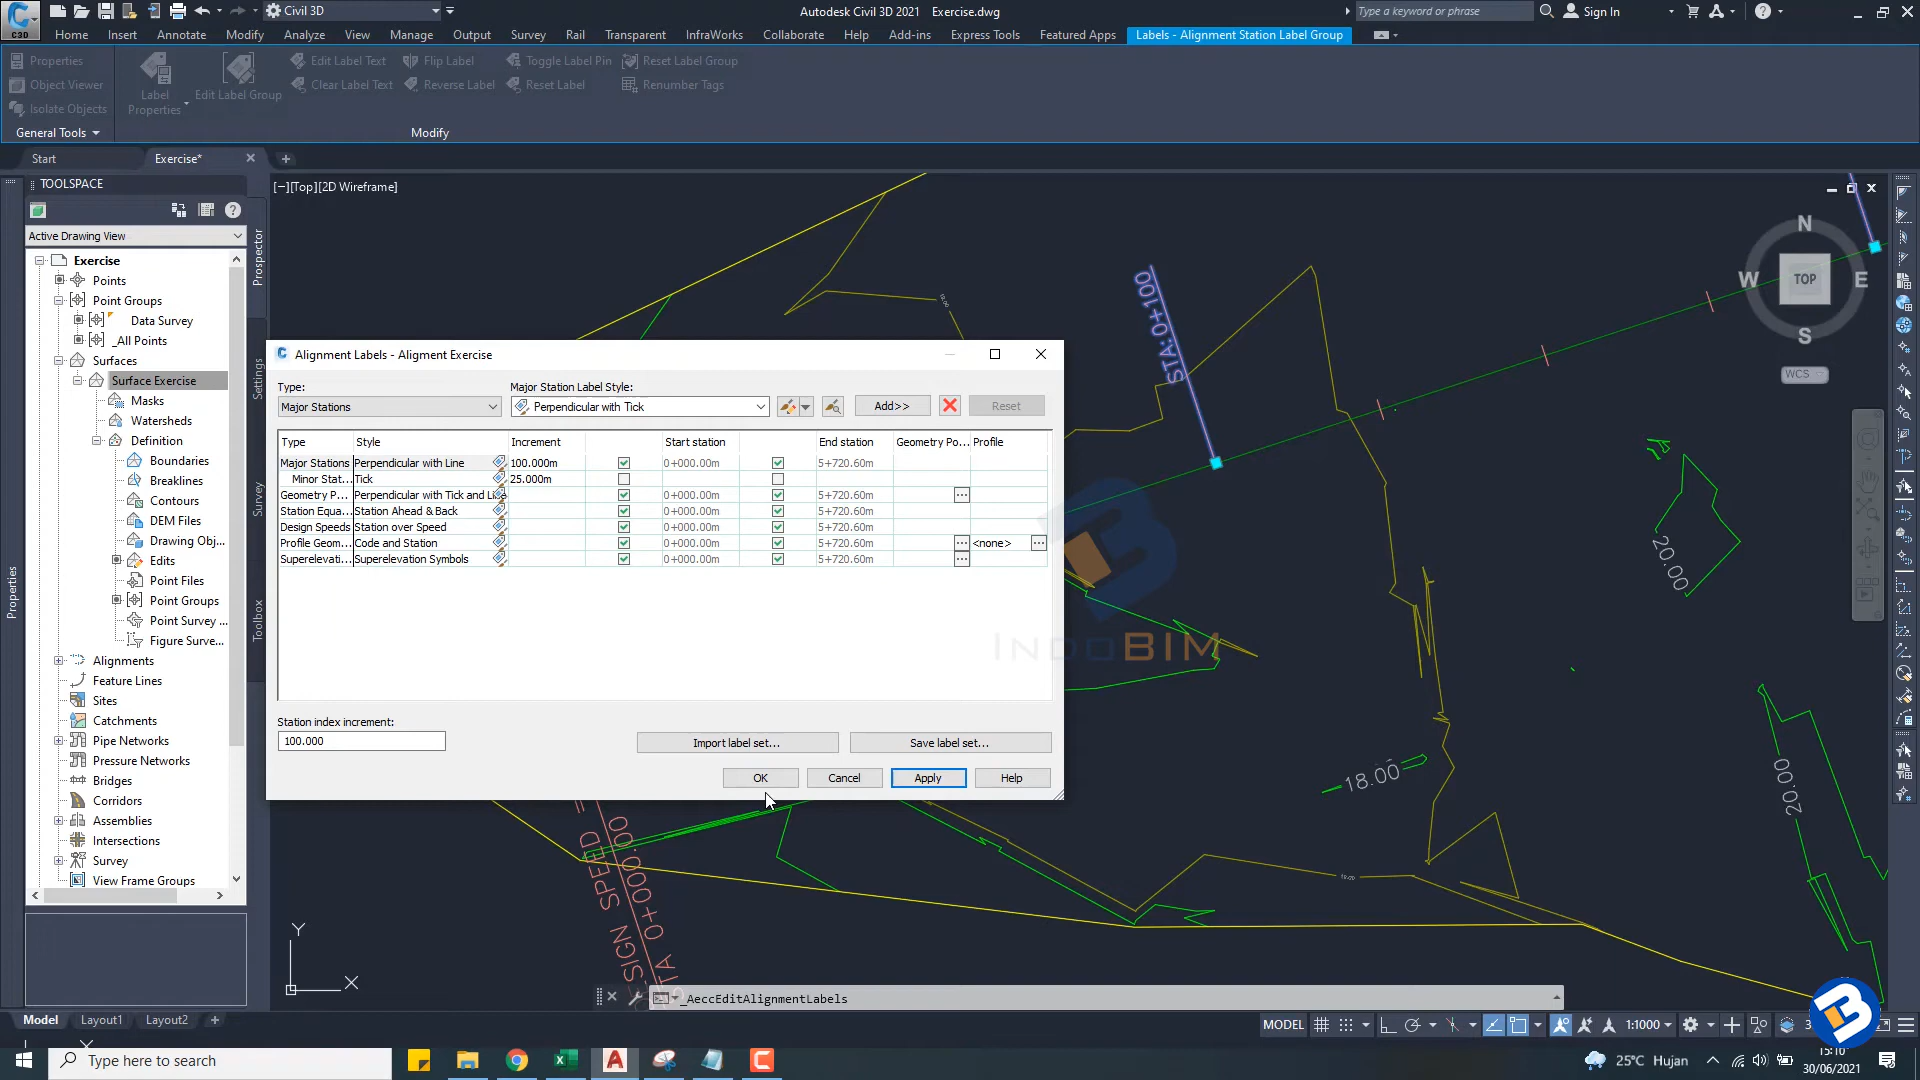 Civil 3D
Autodesk Civil 3D 2021 Exercise.dwg
Type a keyword or phrase
Sign In
C3D
Home Insert Annotate Modify Analyze View Manage Output Survey Rail Transparent InfraWorks Collaborate Help Add-ins Express Tools Featured Apps Labels - Alignment Station Label Group
Properties
Object Viewer
Isolate Objects
Label Properties
Edit Label Group
Edit Label Text
Clear Label Text
Flip Label
Reverse Label
Toggle Label Pin
Reset Label
Reset Label Group
Renumber Tags
General Tools
Modify
Start
Exercise*
TOOLSPACE
Active Drawing View
Exercise
Points
Point Groups
Data Survey
_All Points
Surfaces
Surface Exercise
Masks
Watersheds
Definition
Boundaries
Breaklines
Contours
DEM Files
Drawing Obj...
Edits
Point Files
Point Groups
Point Survey ...
Figure Surve...
Alignments
Feature Lines
Sites
Catchments
Pipe Networks
Pressure Networks
Bridges
Corridors
Assemblies
Intersections
Survey
View Frame Groups
Prospector
Settings
Survey
Toolbox
Properties
[−][Top][2D Wireframe]
N
W TOP E
S
WCS
STA: 0+100
20.00
18.00
20.00
Alignment Labels - Aligment Exercise
Type:
Major Stations
Major Station Label Style:
Perpendicular with Tick
Add>>
Reset
Type Style Increment Start station End station Geometry Po... Profile
Major Stations Perpendicular with Line 100.000m 0+000.00m 5+720.60m
Minor Stat... Tick 25.000m
Geometry P... Perpendicular with Tick and Line 0+000.00m 5+720.60m ...
Station Equa... Station Ahead & Back 0+000.00m 5+720.60m
Design Speeds Station over Speed 0+000.00m 5+720.60m
Profile Geom... Code and Station 0+000.00m 5+720.60m ... <none> ...
Superelevati... Superelevation Symbols 0+000.00m 5+720.60m ...
Station index increment:
100.000
Import label set...
Save label set...
OK
Cancel
Apply
Help
INDOBIM
Y
X
_AeccEditAlignmentLabels
Model Layout1 Layout2
MODEL
1:1000
Type here to search
25°C Hujan
15:10
30/06/2021